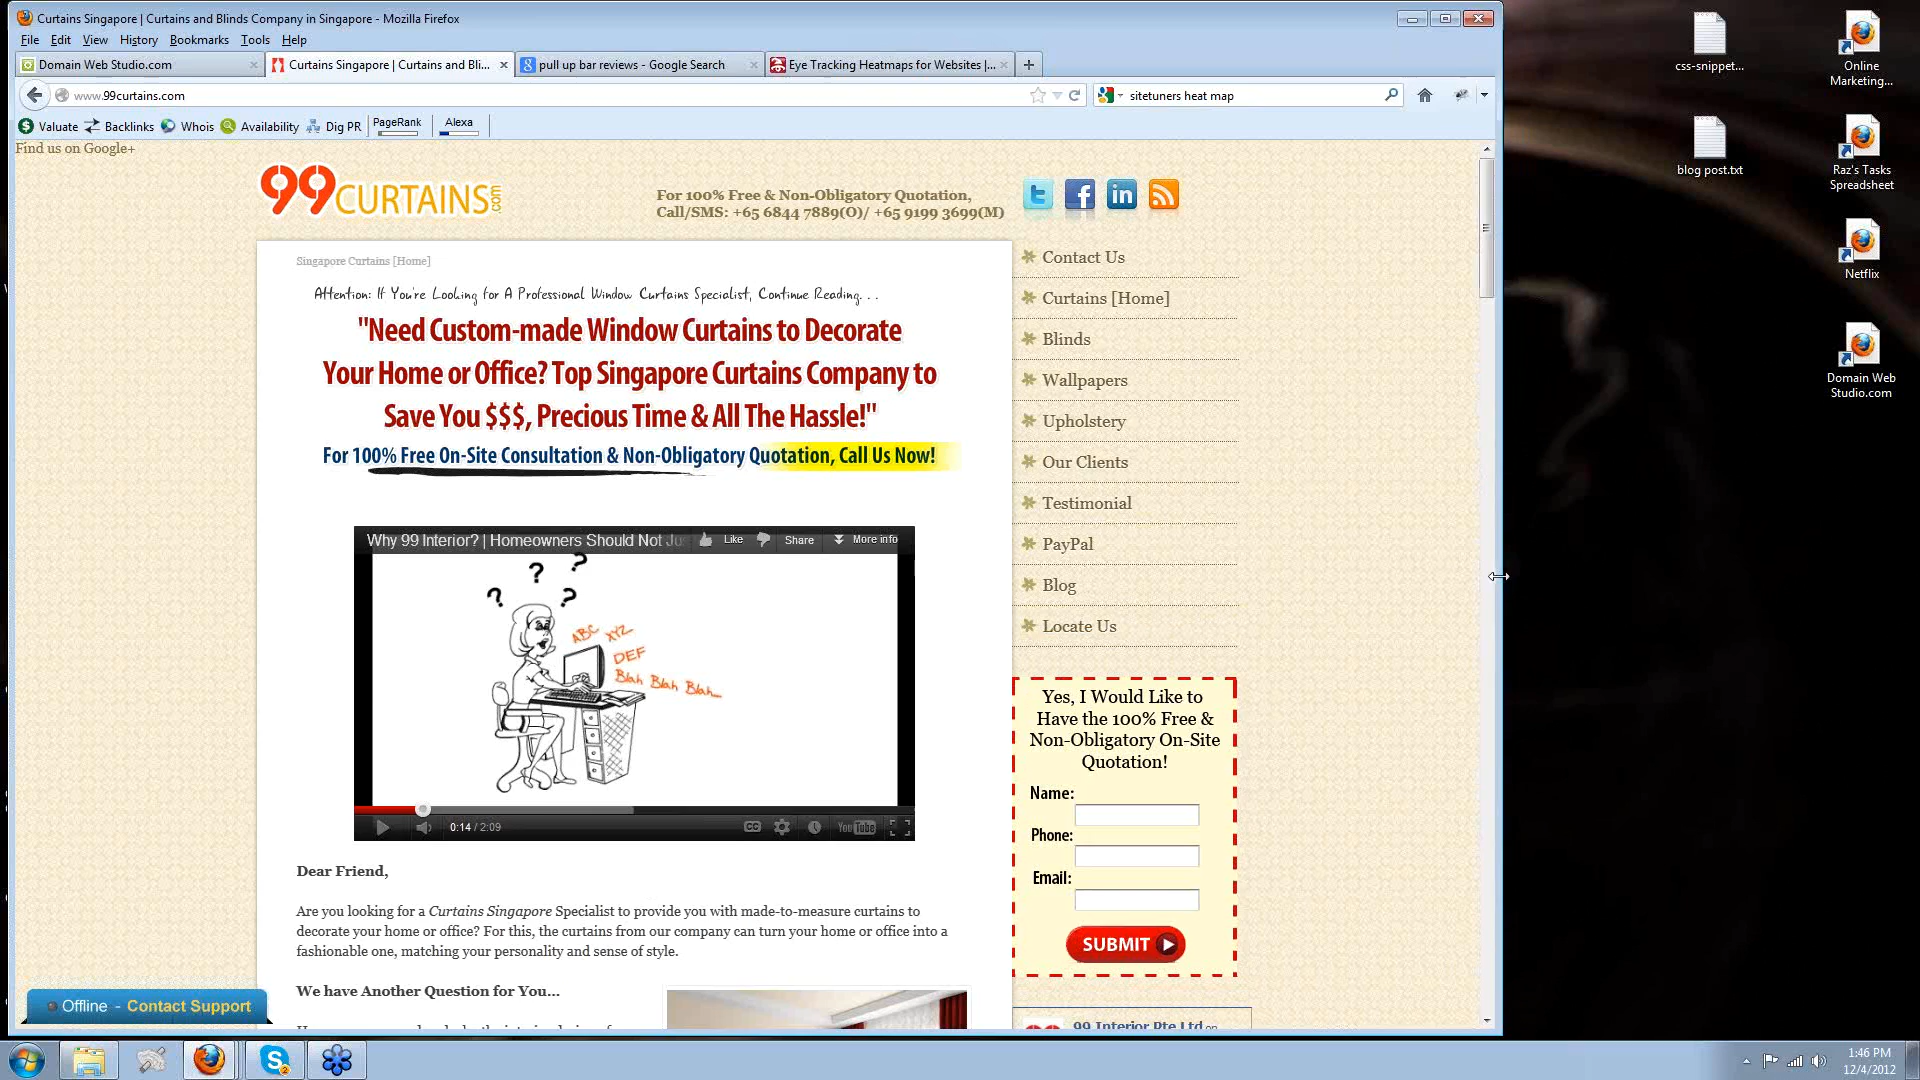 Curtains Singapore | Curtains and Blinds Company in Singapore - Mozilla Firefox
File Edit View History Bookmarks Tools Help
Domain Web Studio.com
Curtains Singapore | Curtains and Bli...
pull up bar reviews - Google Search
Eye Tracking Heatmaps for Websites |...
www.99curtains.com
sitetuners heat map
Valuate Backlinks Whois Availability Dig PR PageRank Alexa
Find us on Google+
99CURTAINS.com
For 100% Free & Non-Obligatory Quotation,
Call/SMS: +65 6844 7889(O)/ +65 9199 3699(M)
Singapore Curtains [Home]
Attention: If You're Looking for A Professional Window Curtains Specialist, Continue Reading. . .
"Need Custom-made Window Curtains to Decorate
Your Home or Office? Top Singapore Curtains Company to
Save You $$$, Precious Time & All The Hassle!"
For 100% Free On-Site Consultation & Non-Obligatory Quotation, Call Us Now!
Why 99 Interior? | Homeowners Should Not Ju
Like Share More info
? ? ? ?
ABC XYZ
DEF
Blah Blah Blah
0:14 / 2:09
CC
YouTube
Dear Friend,
Are you looking for a Curtains Singapore Specialist to provide you with made-to-measure curtains to
decorate your home or office? For this, the curtains from our company can turn your home or office into a
fashionable one, matching your personality and sense of style.
We have Another Question for You...
Contact Us
Curtains [Home]
Blinds
Wallpapers
Upholstery
Our Clients
Testimonial
PayPal
Blog
Locate Us
Yes, I Would Like to
Have the 100% Free &
Non-Obligatory On-Site
Quotation!
Name:
Phone:
Email:
SUBMIT
99 Interior Pte Ltd on
Offline - Contact Support
css-snippet...
Online
Marketing...
blog post.txt
Raz's Tasks
Spreadsheet
Netflix
Domain Web
Studio.com
1:46 PM
12/4/2012